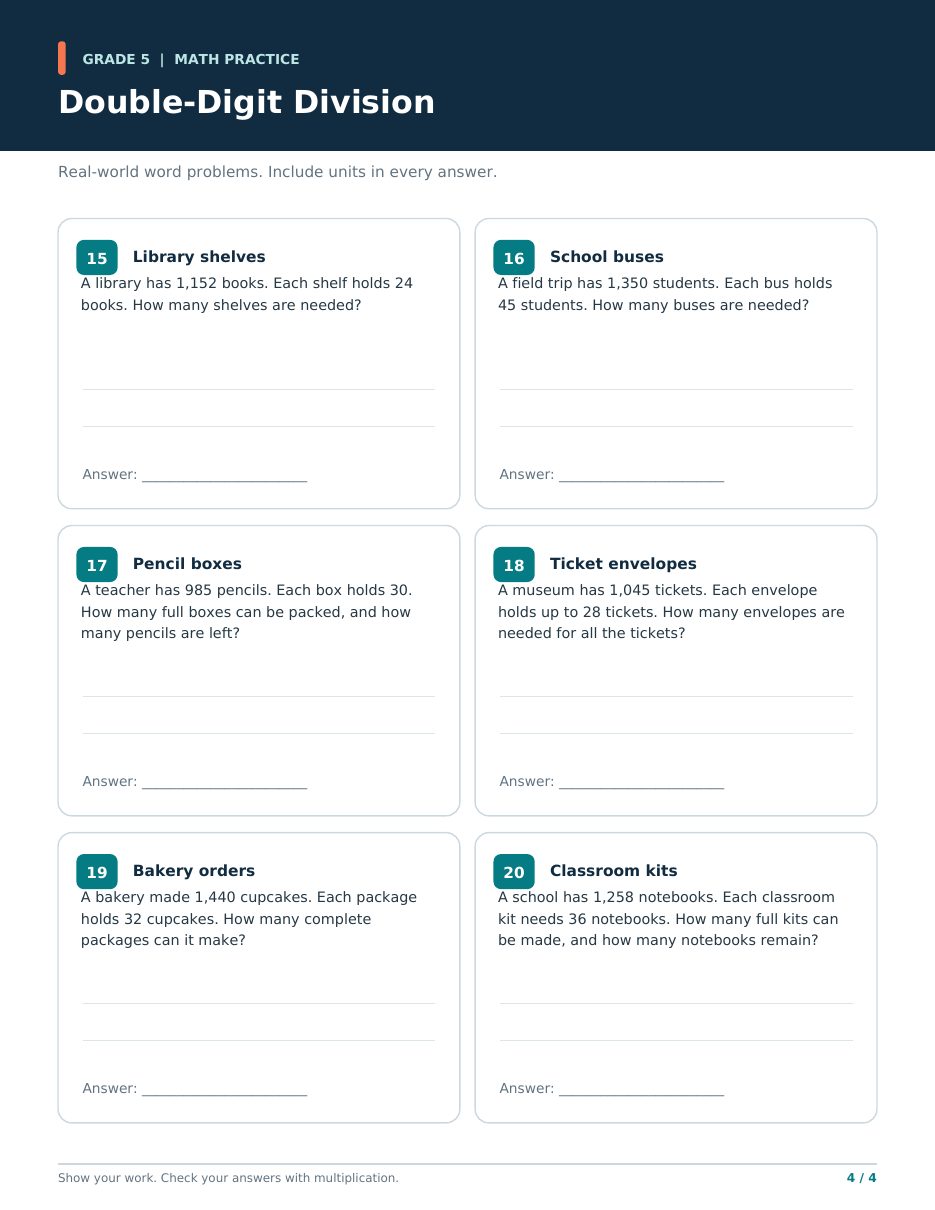 GRADE 5 | MATH PRACTICE
Double-Digit Division
Real-world word problems. Include units in every answer.
15 Library shelves
A library has 1,152 books. Each shelf holds 24
books. How many shelves are needed?
Answer: ______________________
16 School buses
A field trip has 1,350 students. Each bus holds
45 students. How many buses are needed?
Answer: ______________________
17 Pencil boxes
A teacher has 985 pencils. Each box holds 30.
How many full boxes can be packed, and how
many pencils are left?
Answer: ______________________
18 Ticket envelopes
A museum has 1,045 tickets. Each envelope
holds up to 28 tickets. How many envelopes are
needed for all the tickets?
Answer: ______________________
19 Bakery orders
A bakery made 1,440 cupcakes. Each package
holds 32 cupcakes. How many complete
packages can it make?
Answer: ______________________
20 Classroom kits
A school has 1,258 notebooks. Each classroom
kit needs 36 notebooks. How many full kits can
be made, and how many notebooks remain?
Answer: ______________________
Show your work. Check your answers with multiplication.
4 / 4